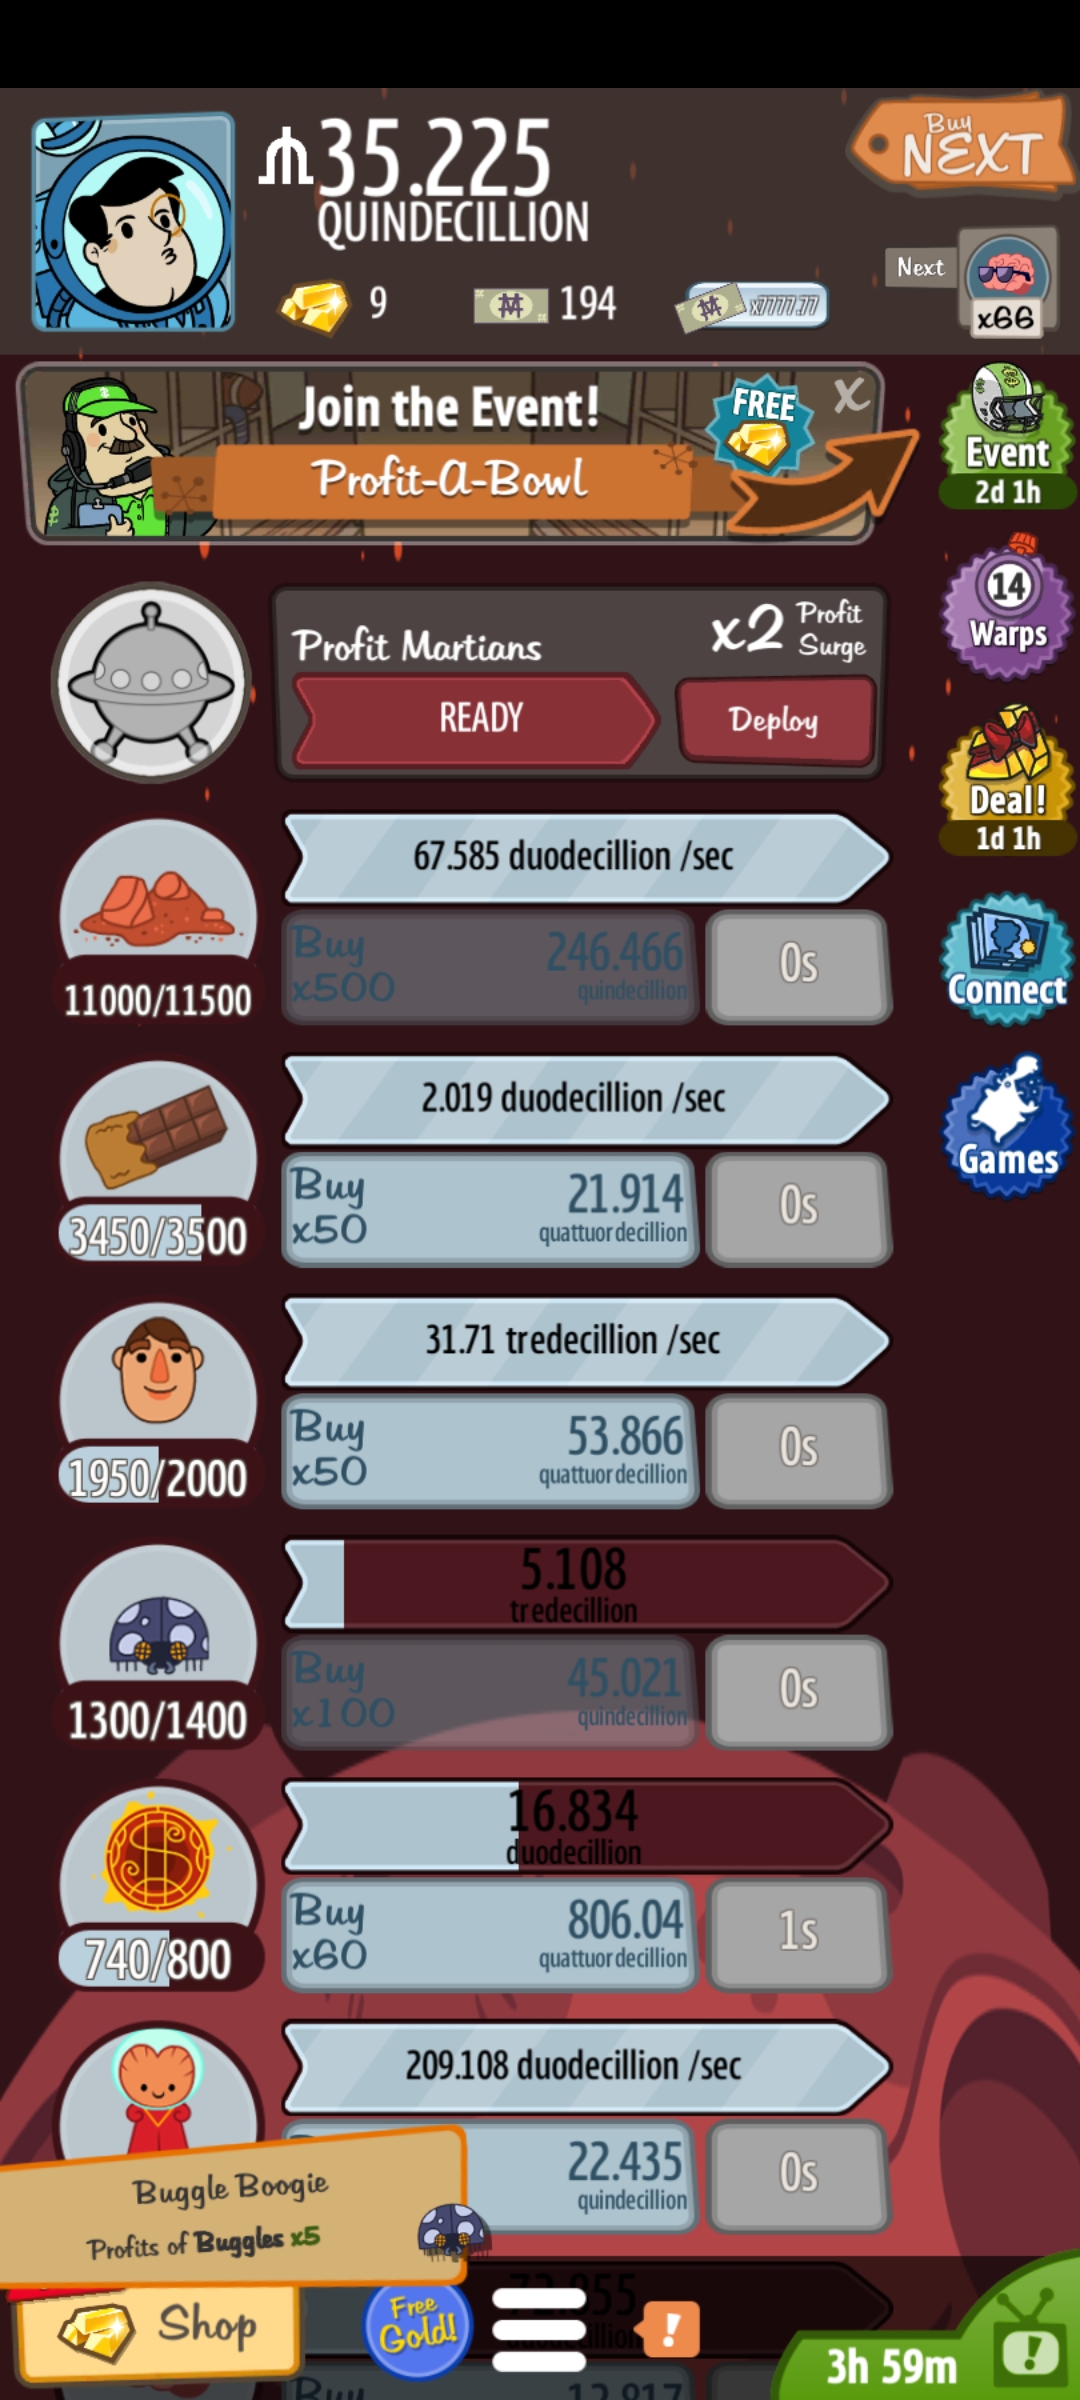 35.225
QUINDECILLION
Buy
NEXT
9
194
x7777.77
Next
x66
Join the Event!
Profit-A-Bowl
FREE
X
Event
2d 1h
14
Warps
Deal!
1d 1h
Connect
Games
Profit Martians
x2 Profit Surge
READY
Deploy
67.585 duodecillion /sec
11000/11500
Buy
x500
246.466
quindecillion
0s
2.019 duodecillion /sec
3450/3500
Buy
x50
21.914
quattuordecillion
0s
31.71 tredecillion /sec
1950/2000
Buy
x50
53.866
quattuordecillion
0s
5.108
tredecillion
1300/1400
Buy
x100
45.021
quindecillion
0s
16.834
duodecillion
740/800
Buy
x60
806.04
quattuordecillion
1s
209.108 duodecillion /sec
22.435
quindecillion
0s
Buggle Boogie
Profits of Buggles x5
Shop
Free
Gold!
!
3h 59m
!
Buy
12.817